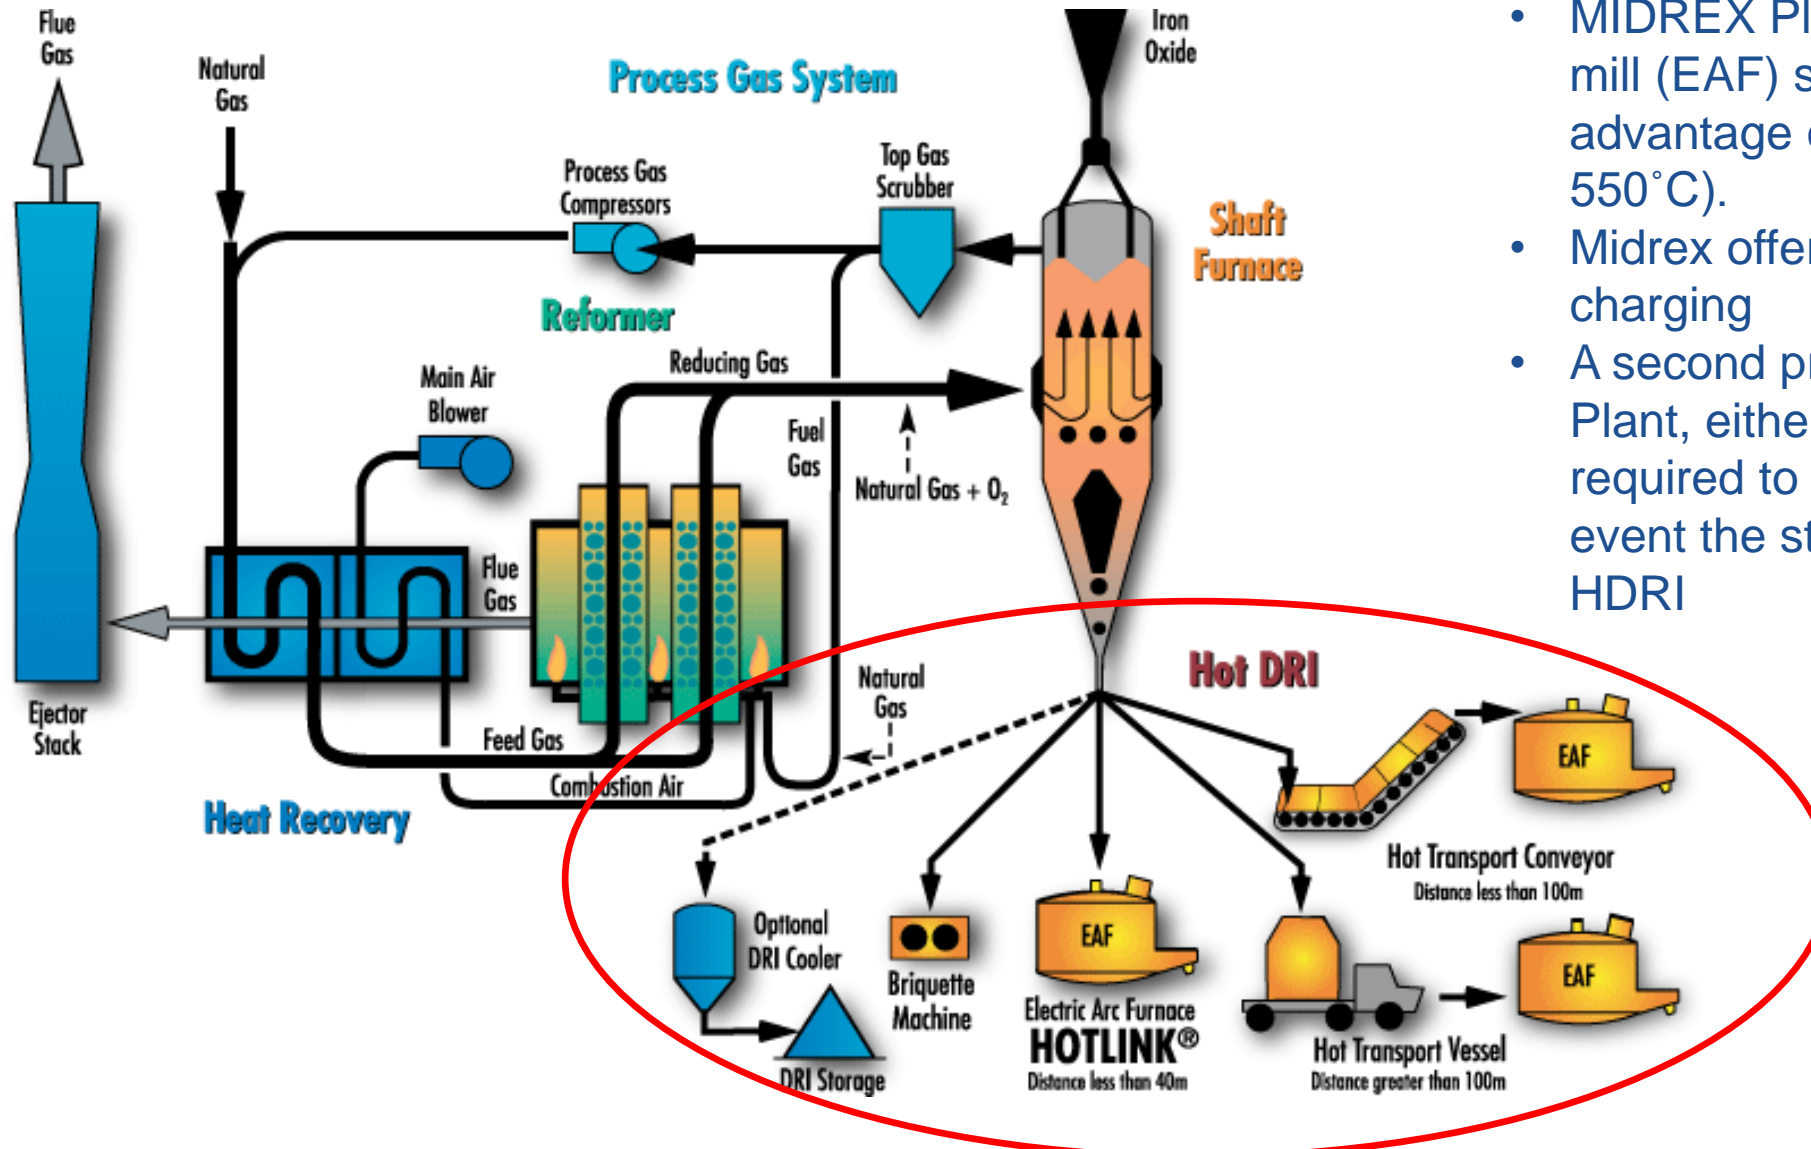 Flue
Gas
Natural
Gas
Process Gas System
Iron
Oxide
Process Gas
Compressors
Top Gas
Scrubber
Shaft
Furnace
Reformer
Reducing Gas
Main Air
Blower
Fuel
Gas
Natural Gas + O₂
Flue
Gas
Ejector
Stack
Feed Gas
Combustion Air
Natural
Gas
Heat Recovery
Hot DRI
EAF
Hot Transport Conveyor
Distance less than 100m
Optional
DRI Cooler
DRI Storage
Briquette
Machine
EAF
Electric Arc Furnace
HOTLINK®
Distance less than 40m
EAF
Hot Transport Vessel
Distance greater than 100m
• MIDREX
mill (EAF)
advantage
550˚C).
• Midrex
charging
• A second
Plant,
required to
event the
HDRI